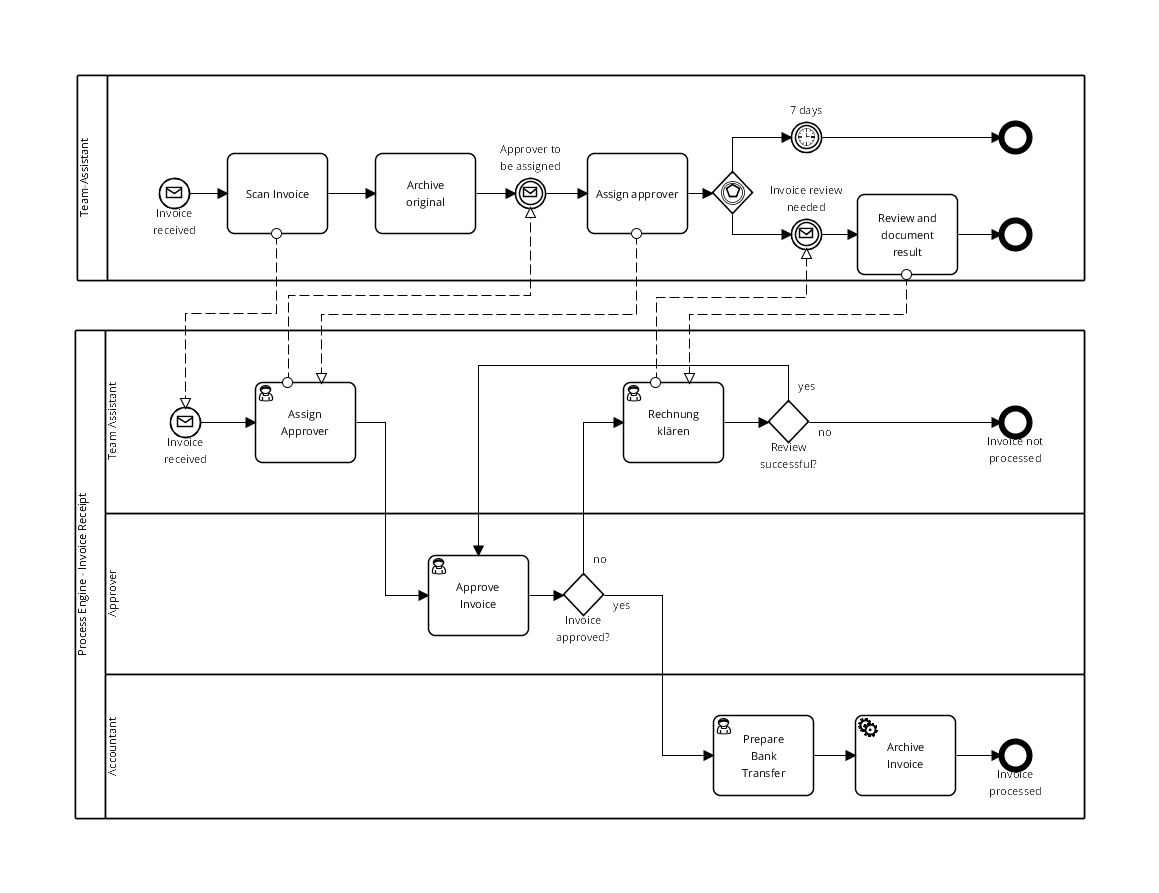 Team-Assistant
Invoice
received
Scan Invoice
Archive
original
Approver to
be assigned
Assign approver
7 days
Invoice review
needed
Review and
document
result
Process Engine - Invoice Receipt
Team Assistant
Invoice
received
Assign
Approver
Rechnung
klären
yes
no
Review
successful?
Invoice not
processed
Approver
Approve
Invoice
no
yes
Invoice
approved?
Accountant
Prepare
Bank
Transfer
Archive
Invoice
Invoice
processed